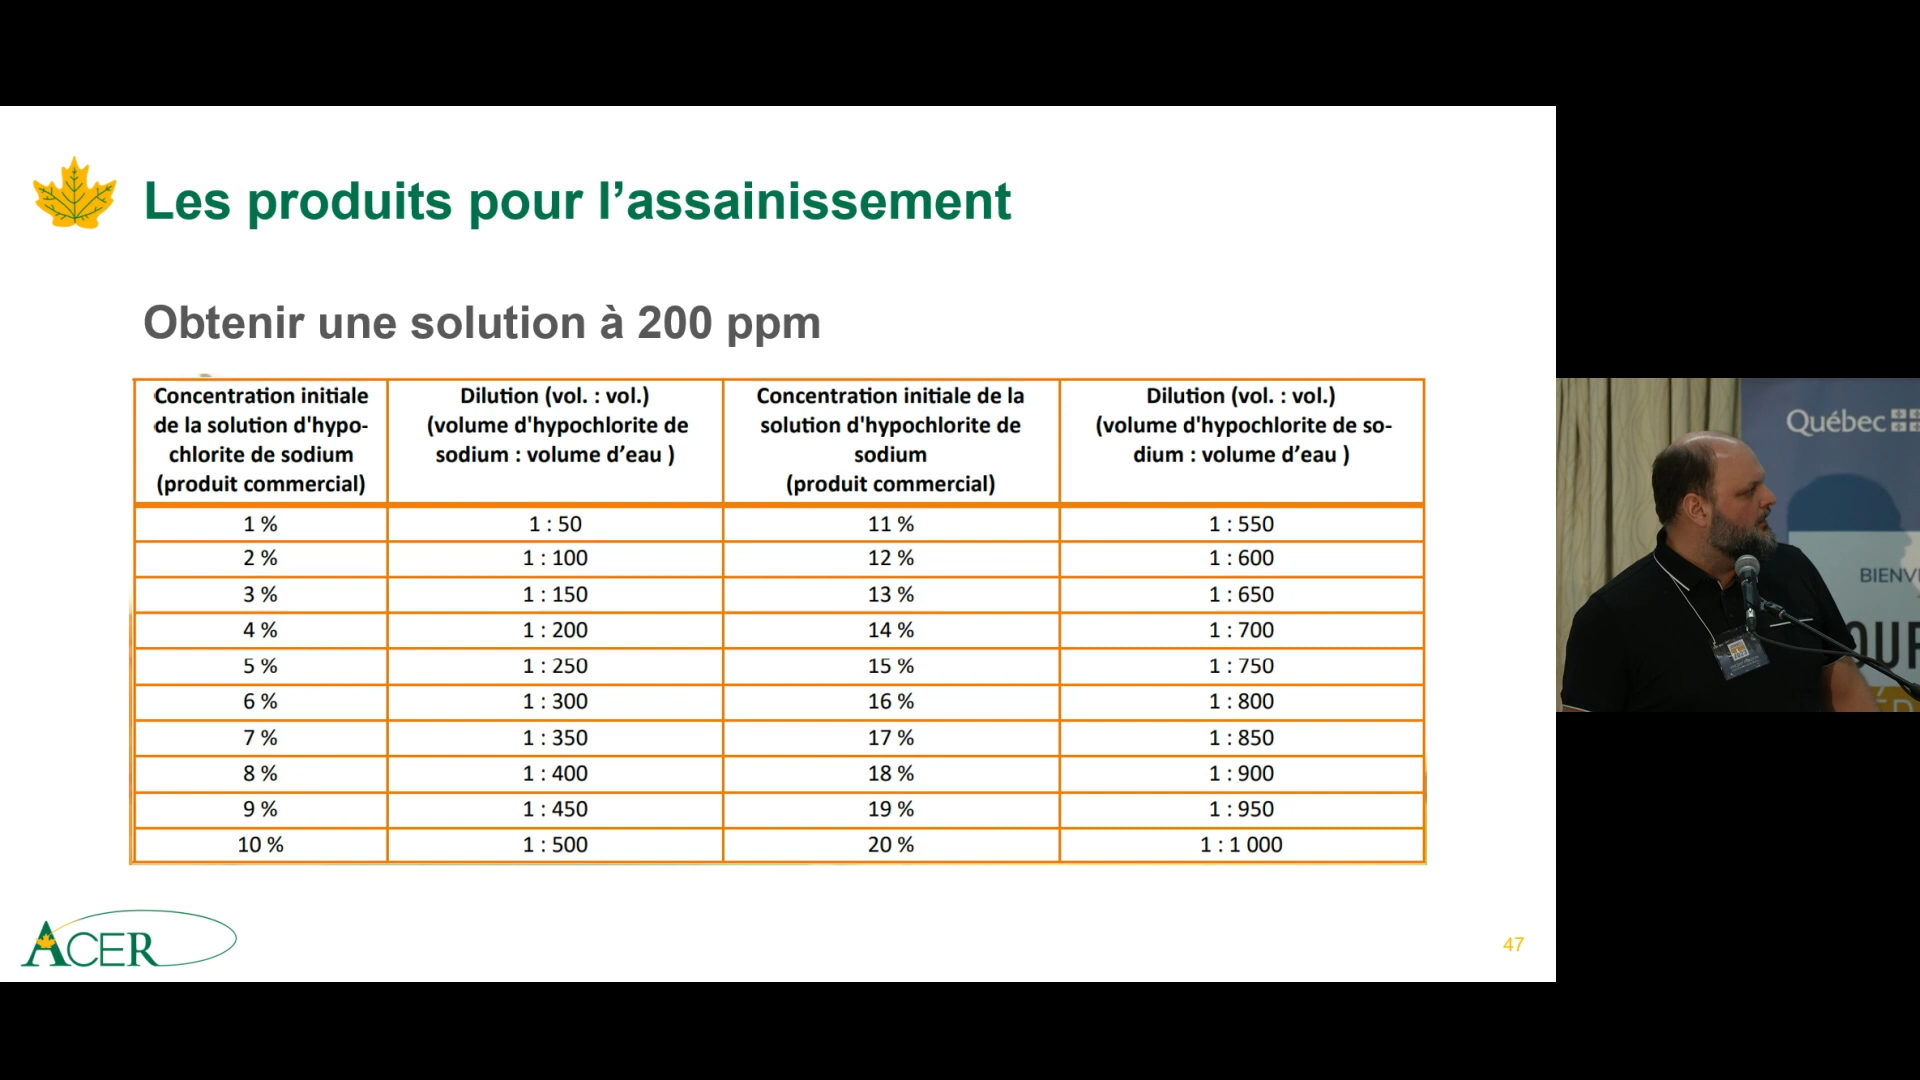 Les produits pour l’assainissement
Obtenir une solution à 200 ppm
Concentration initiale
de la solution d'hypo-
chlorite de sodium
(produit commercial)
Dilution (vol. : vol.)
(volume d'hypochlorite de
sodium : volume d’eau )
Concentration initiale de la
solution d'hypochlorite de
sodium
(produit commercial)
Dilution (vol. : vol.)
(volume d'hypochlorite de so-
dium : volume d’eau )
1 % 1 : 50 11 % 1 : 550
2 % 1 : 100 12 % 1 : 600
3 % 1 : 150 13 % 1 : 650
4 % 1 : 200 14 % 1 : 700
5 % 1 : 250 15 % 1 : 750
6 % 1 : 300 16 % 1 : 800
7 % 1 : 350 17 % 1 : 850
8 % 1 : 400 18 % 1 : 900
9 % 1 : 450 19 % 1 : 950
10 % 1 : 500 20 % 1 : 1 000
ACER
47
Québec
BIENV
OUR